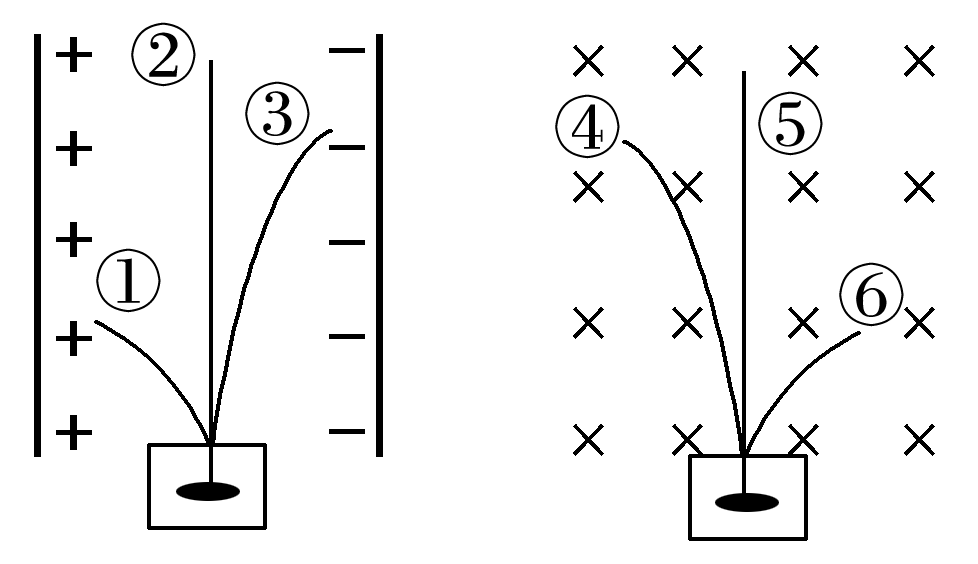 + ② −
③
+ −
+ −
①
+ −
+ −
× × × ×
④ ⑤
× × × ×
⑥
× × × ×
× × × ×